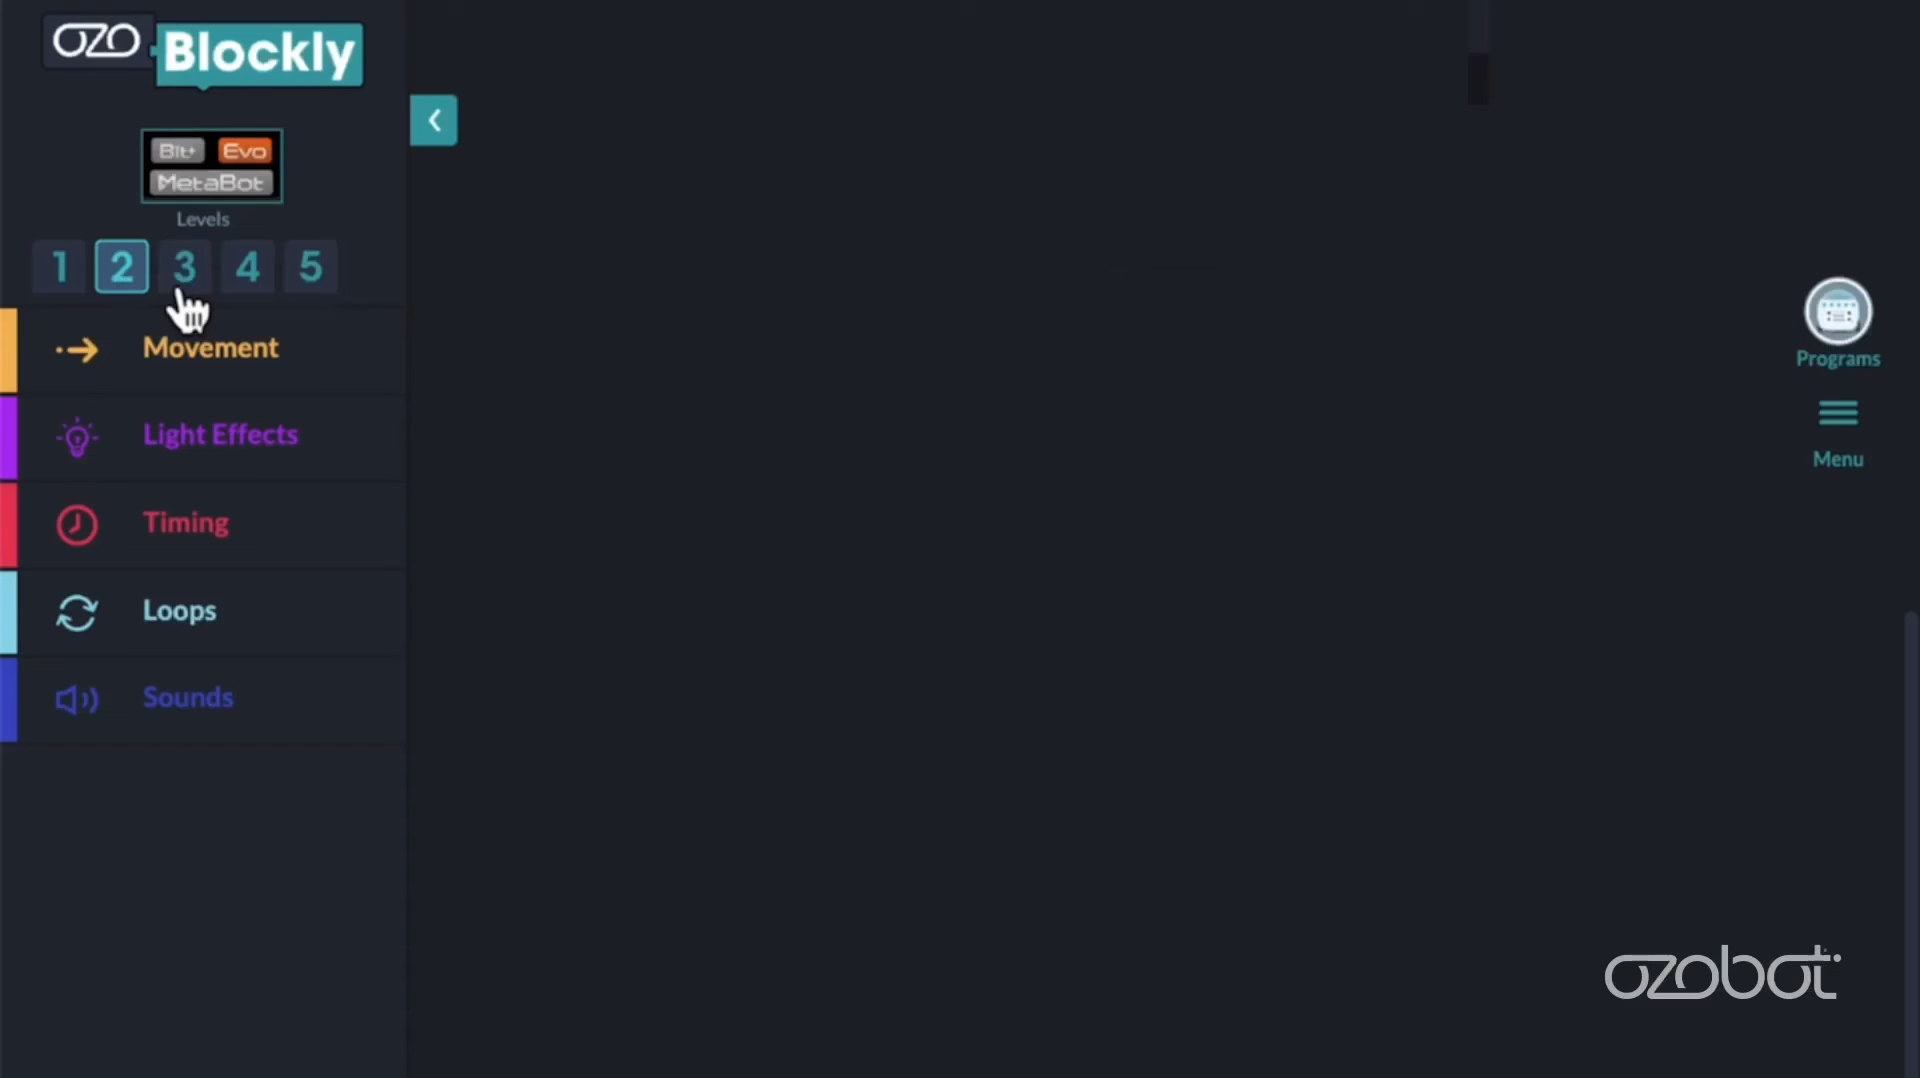 OZO
Blockly
Bit+ Evo
MetaBot
Levels
1 2 3 4 5
Movement
Light Effects
Timing
Loops
Sounds
Programs
Menu
ozobot